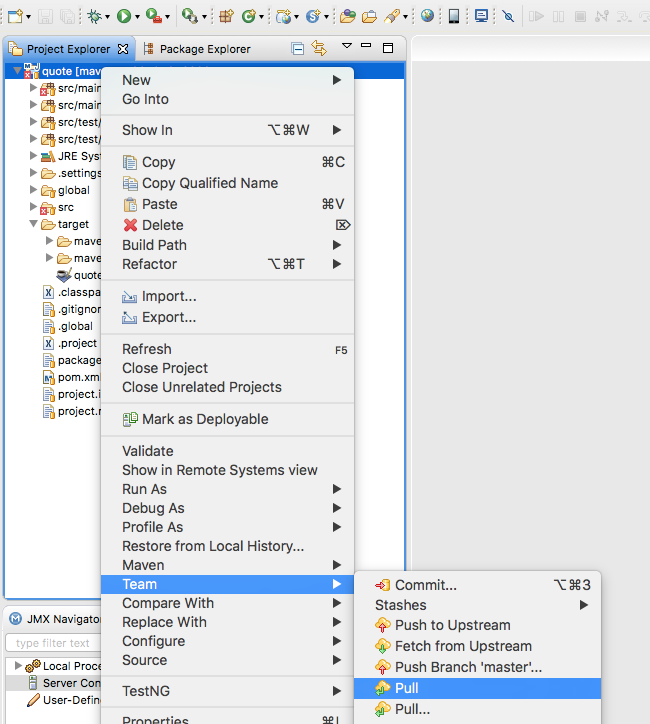 Project Explorer
Package Explorer
quote [mav
src/main
src/main
src/test/
src/test/
JRE Sys
.settings
global
src
target
mave
mave
quote
.classpa
.gitignor
.global
.project
package
pom.xm
project.i
project.r
New
Go Into
Show In ⌥⌘W
Copy ⌘C
Copy Qualified Name
Paste ⌘V
Delete ⌦
Build Path
Refactor ⌥⌘T
Import...
Export...
Refresh F5
Close Project
Close Unrelated Projects
Mark as Deployable
Validate
Show in Remote Systems view
Run As
Debug As
Profile As
Restore from Local History...
Maven
Team
Compare With
Replace With
Configure
Source
TestNG
Properties ⌘I
Commit... ⌥⌘3
Stashes
Push to Upstream
Fetch from Upstream
Push Branch 'master'...
Pull
Pull...
JMX Navigato
type filter text
Local Proce
Server Con
User-Define